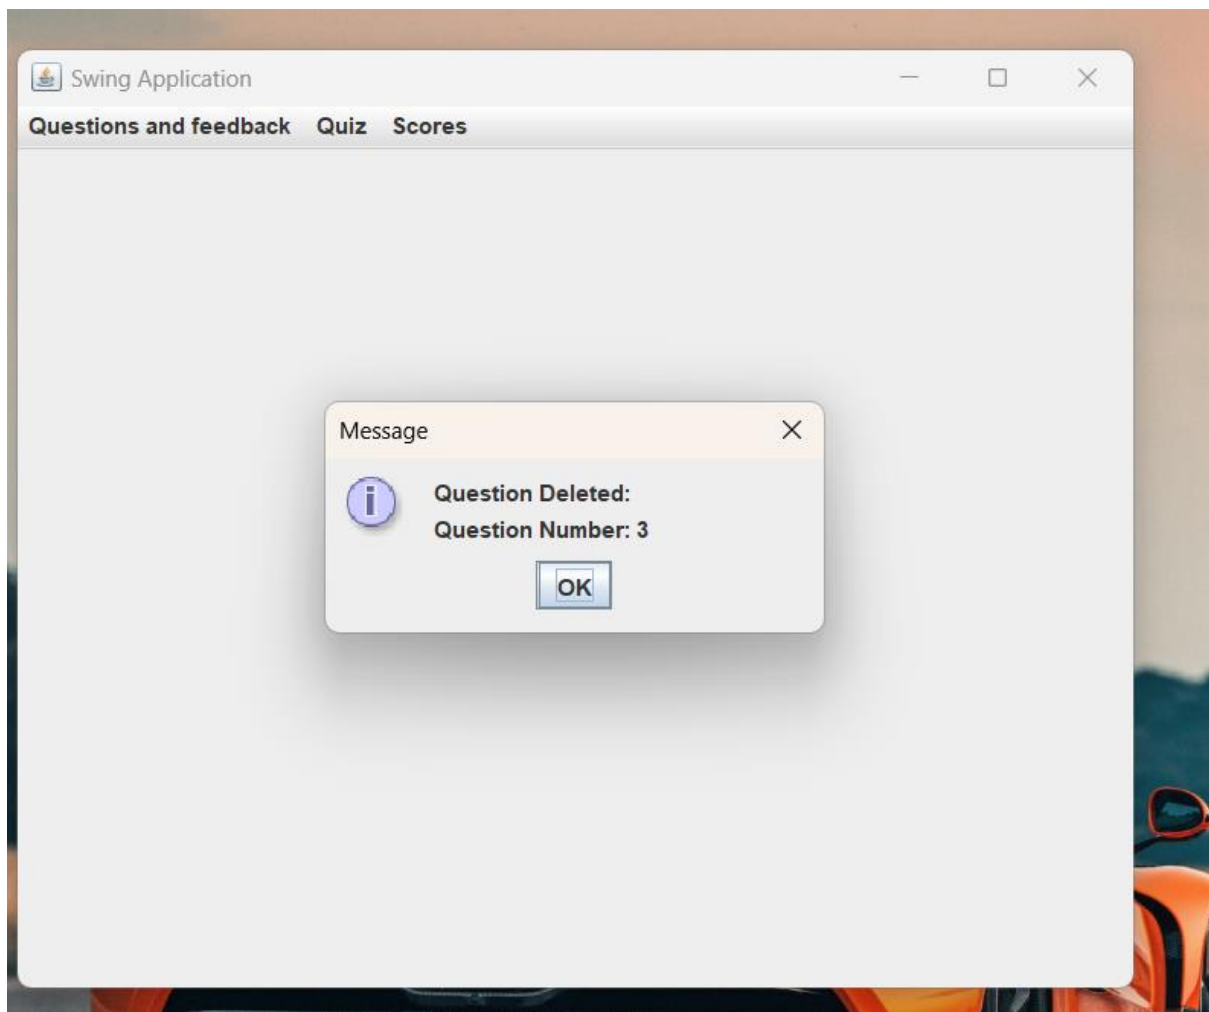 Swing Application
Questions and feedback Quiz Scores
Message
Question Deleted:
Question Number: 3
OK